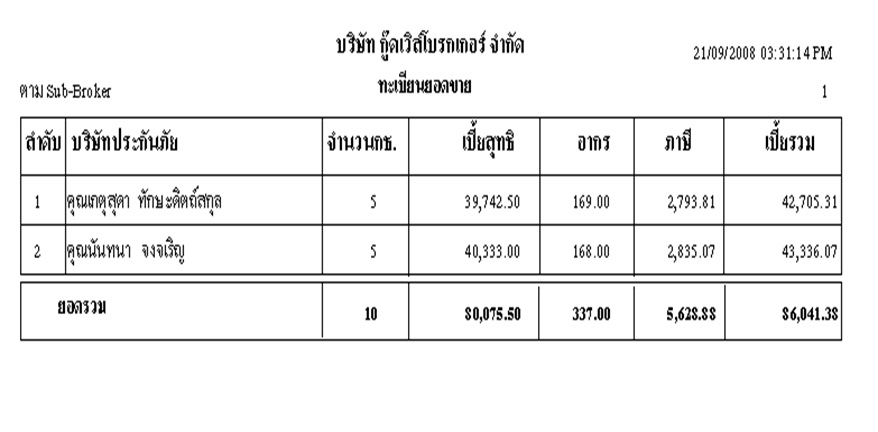 บริษัท กู๊ดเวิลโบรกเกอร์ จำกัด 21/09/2008 03:31:14 PM
ตาม Sub-Broker ทะเบียนยอดขาย 1
ลำดับ บริษัทประกันภัย จำนวนกธ. เบี้ยสุทธิ อากร ภาษี เบี้ยรวม
1 คุณเกตุสุดา ทักษะดิตถ์สกุล 5 39,742.50 169.00 2,793.81 42,705.31
2 คุณนันทนา จงเจริญ 5 40,333.00 168.00 2,835.07 43,336.07
ยอดรวม 10 80,075.50 337.00 5,628.88 86,041.38